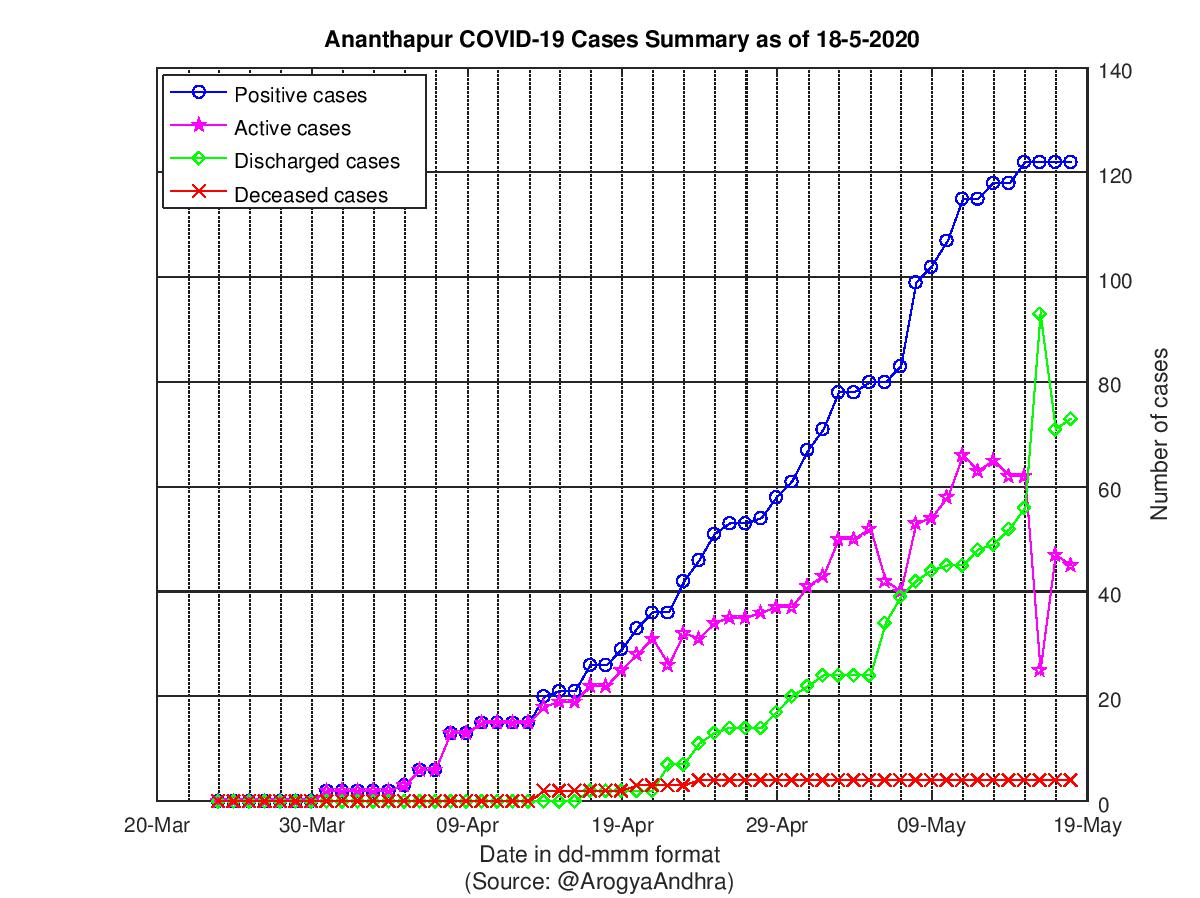 Ananthapur COVID-19 Cases Summary as of 18-5-2020
Positive cases
Active cases
Discharged cases
Deceased cases
140
120
100
80
60
40
20
0
Number of cases
20-Mar
30-Mar
09-Apr
19-Apr
29-Apr
09-May
19-May
Date in dd-mmm format
(Source: @ArogyaAndhra)